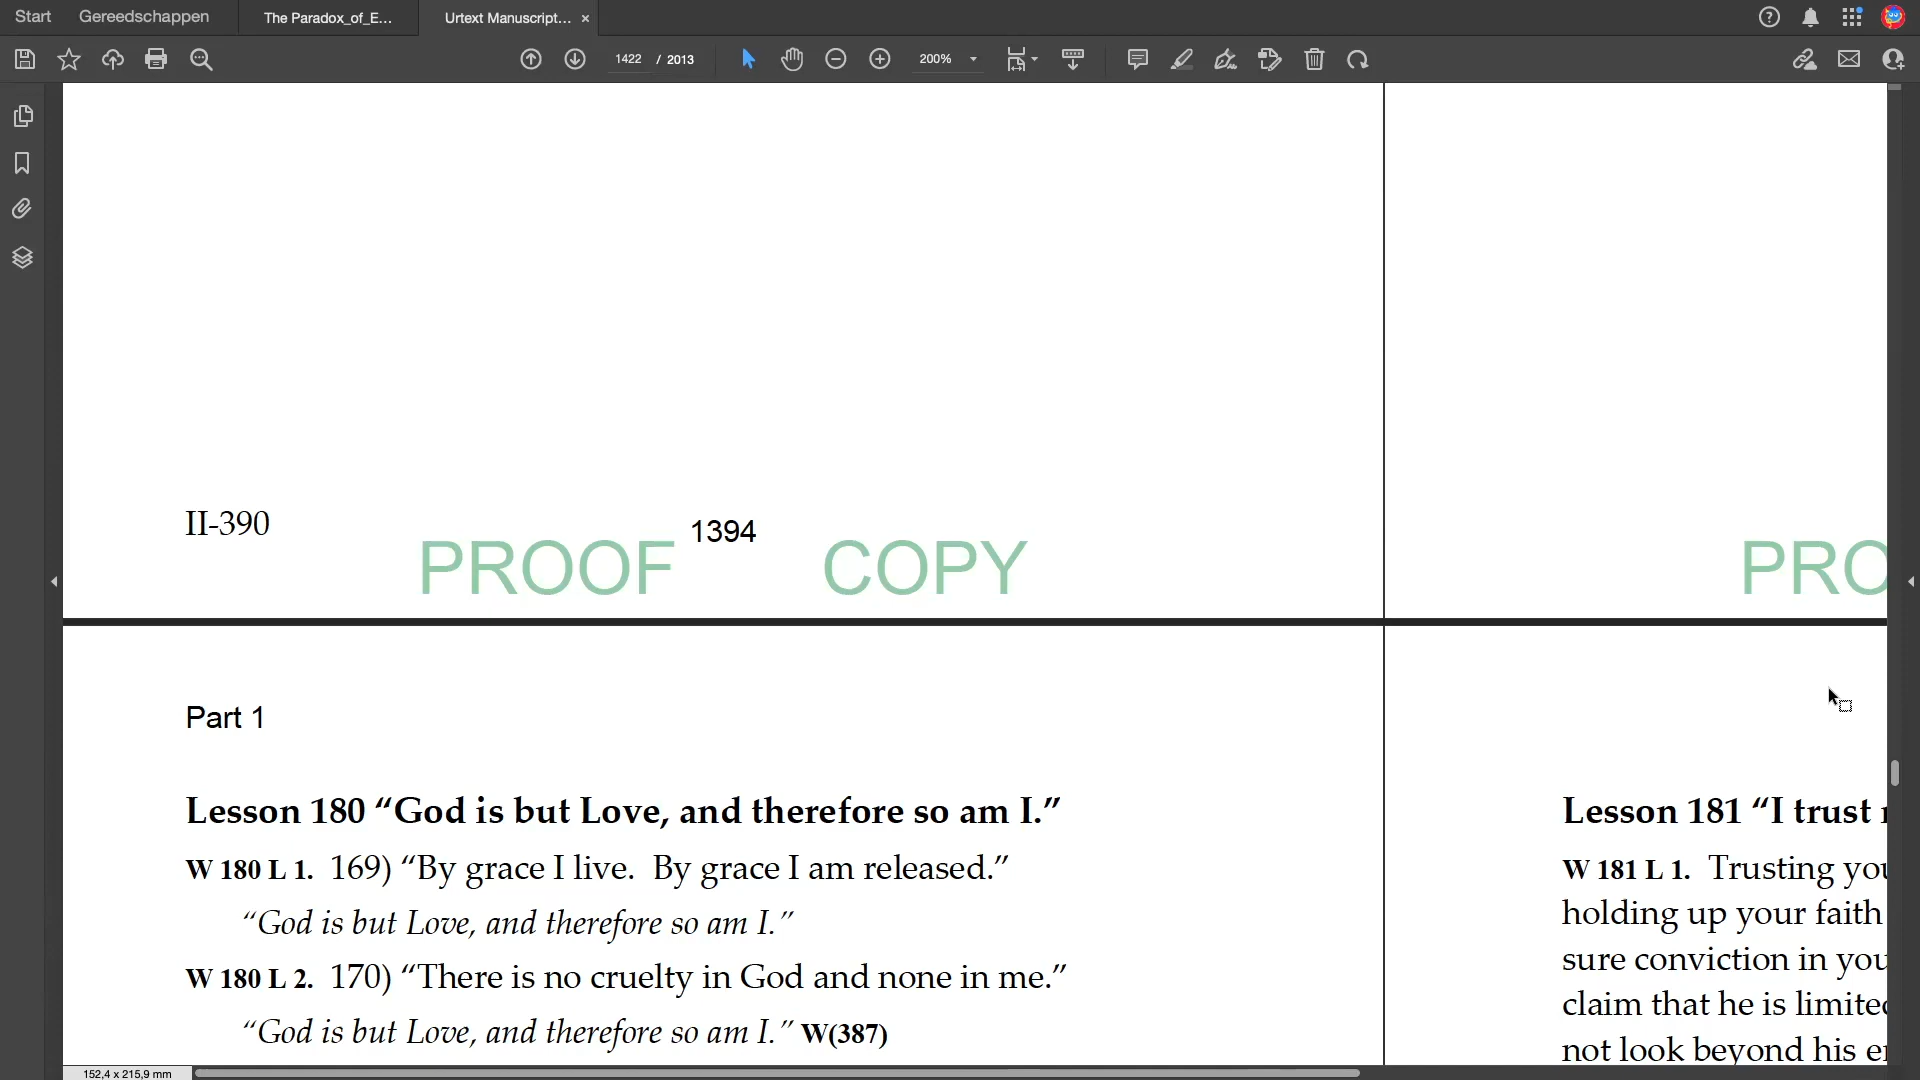 Start Gereedschappen The Paradox_of_E... Urtext Manuscript... ×
1422 / 2013 200%
II-390 1394
PROOF COPY PRO
Part 1
Lesson 180 “God is but Love, and therefore so am I.”
W 180 L 1. 169) “By grace I live. By grace I am released.”
“God is but Love, and therefore so am I.”
W 180 L 2. 170) “There is no cruelty in God and none in me.”
“God is but Love, and therefore so am I.” W(387)
Lesson 181 “I trust
W 181 L 1. Trusting you
holding up your faith
sure conviction in you
claim that he is limited
not look beyond his
152,4 x 215,9 mm